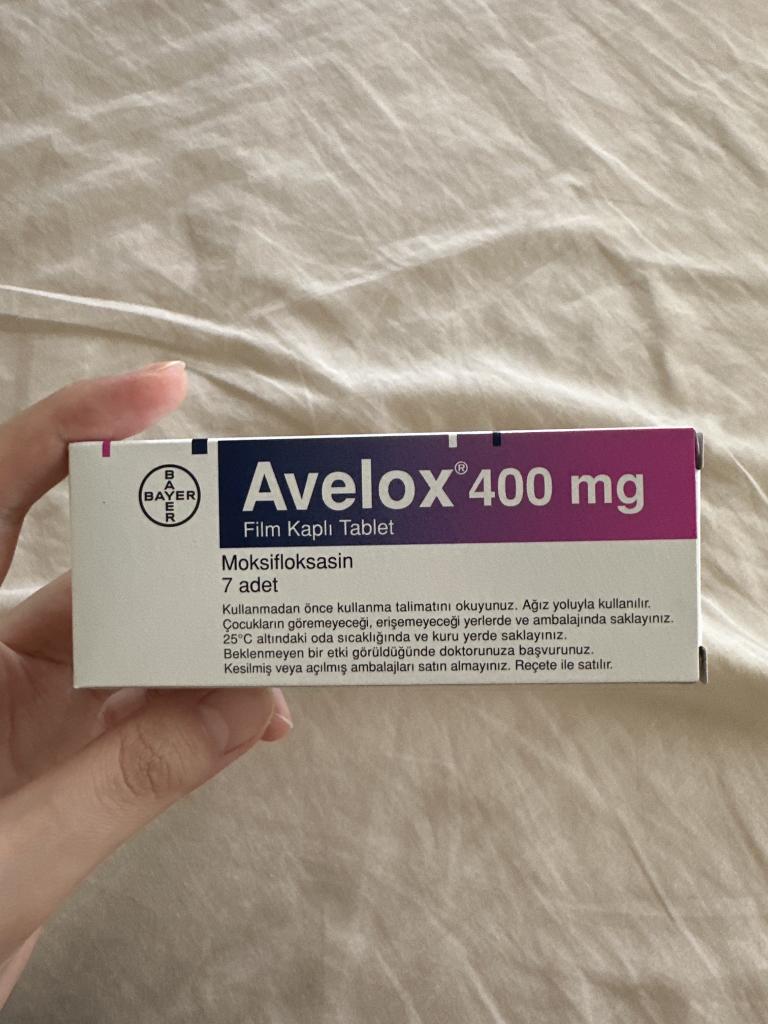 BAYER
BAYER
Avelox® 400 mg
Film Kaplı Tablet
Moksifloksasin
7 adet
Kullanmadan önce kullanma talimatını okuyunuz. Ağız yoluyla kullanılır.
Çocukların göremeyeceği, erişemeyeceği yerlerde ve ambalajında saklayınız.
25°C altındaki oda sıcaklığında ve kuru yerde saklayınız.
Beklenmeyen bir etki görüldüğünde doktorunuza başvurunuz.
Kesilmiş veya açılmış ambalajları satın almayınız. Reçete ile satılır.